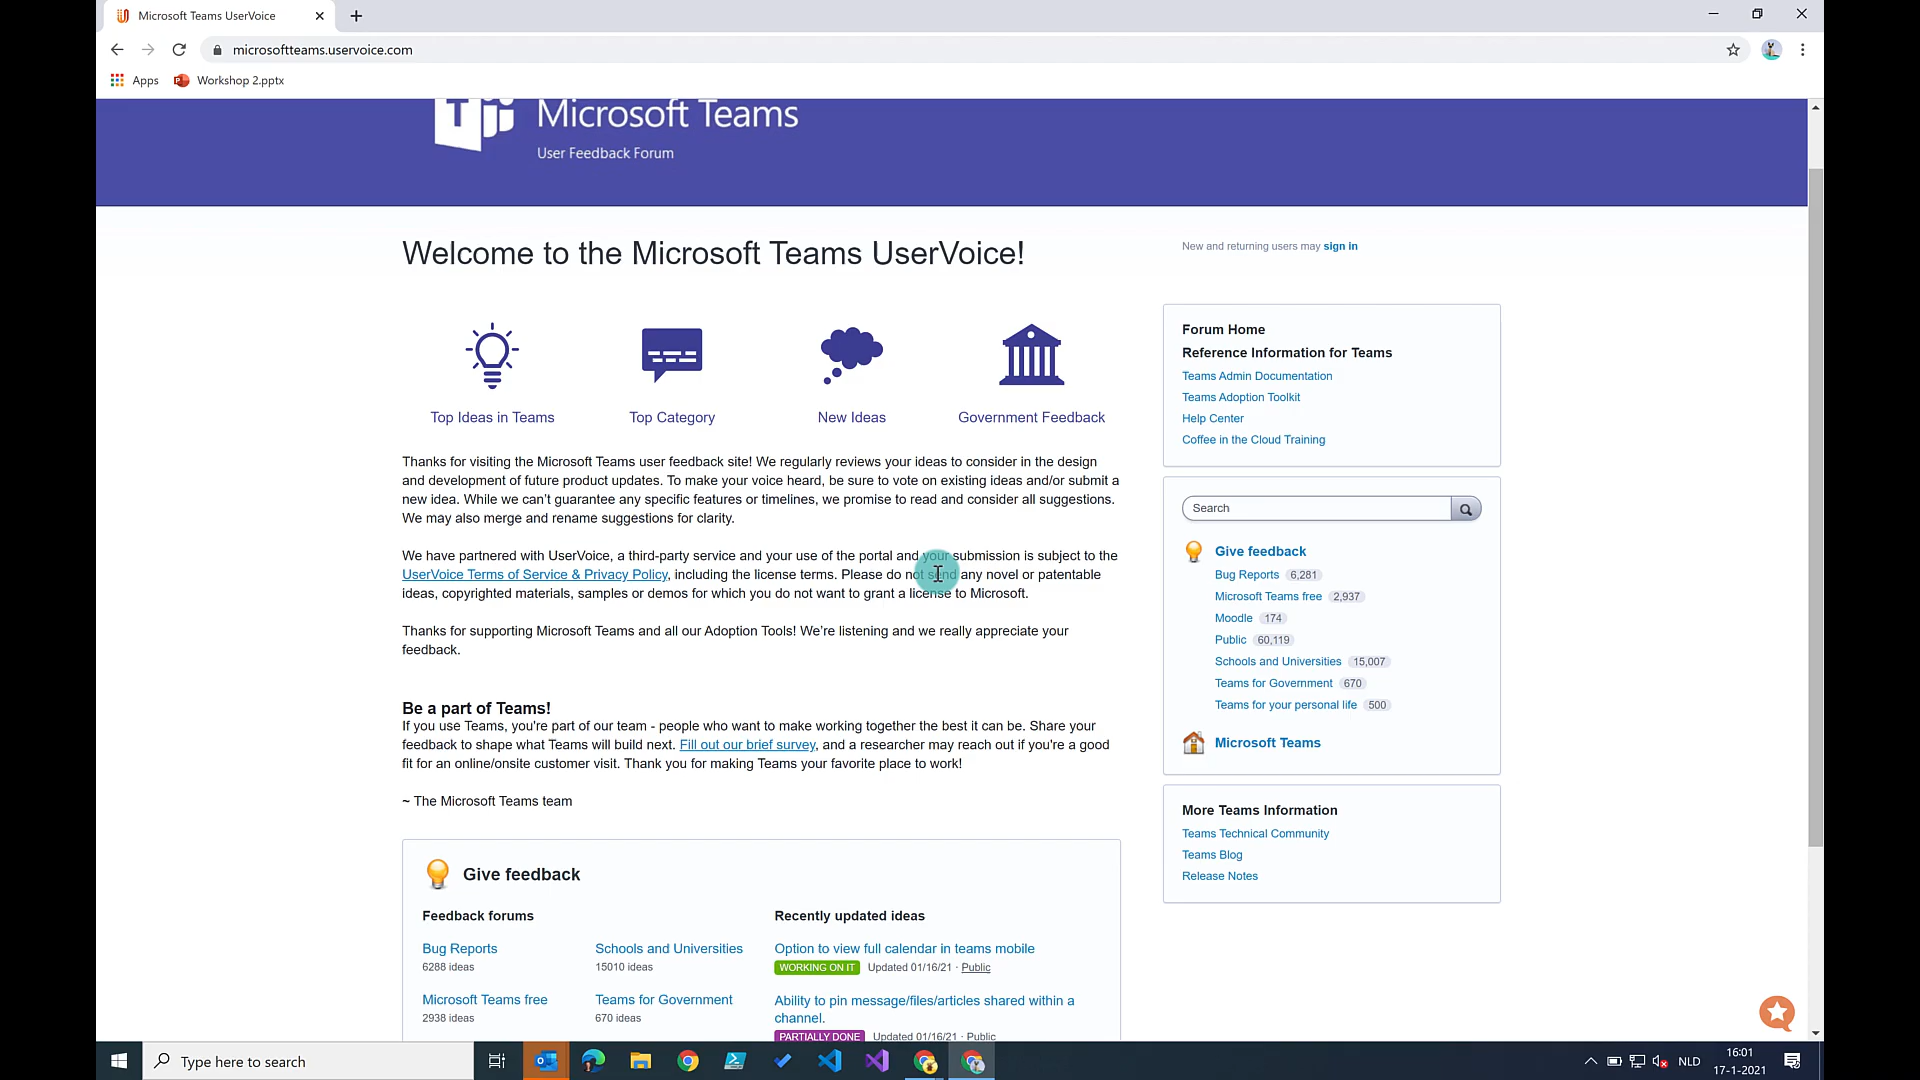 Microsoft Teams UserVoice
microsoftteams.uservoice.com
Apps
Workshop 2.pptx
Microsoft Teams
User Feedback Forum
Welcome to the Microsoft Teams UserVoice!
New and returning users may sign in
Top Ideas in Teams
Top Category
New Ideas
Government Feedback
Thanks for visiting the Microsoft Teams user feedback site! We regularly reviews your ideas to consider in the design
and development of future product updates. To make your voice heard, be sure to vote on existing ideas and/or submit a
new idea. While we can't guarantee any specific features or timelines, we promise to read and consider all suggestions.
We may also merge and rename suggestions for clarity.
We have partnered with UserVoice, a third-party service and your use of the portal and your submission is subject to the
UserVoice Terms of Service & Privacy Policy, including the license terms. Please do not send any novel or patentable
ideas, copyrighted materials, samples or demos for which you do not want to grant a license to Microsoft.
Thanks for supporting Microsoft Teams and all our Adoption Tools! We're listening and we really appreciate your
feedback.
Be a part of Teams!
If you use Teams, you're part of our team - people who want to make working together the best it can be. Share your
feedback to shape what Teams will build next. Fill out our brief survey, and a researcher may reach out if you're a good
fit for an online/onsite customer visit. Thank you for making Teams your favorite place to work!
~ The Microsoft Teams team
Give feedback
Feedback forums
Bug Reports
6288 ideas
Schools and Universities
15010 ideas
Microsoft Teams free
2938 ideas
Teams for Government
670 ideas
Recently updated ideas
Option to view full calendar in teams mobile
WORKING ON IT Updated 01/16/21 · Public
Ability to pin message/files/articles shared within a
channel.
PARTIALLY DONE Updated 01/16/21 · Public
Forum Home
Reference Information for Teams
Teams Admin Documentation
Teams Adoption Toolkit
Help Center
Coffee in the Cloud Training
Search
Give feedback
Bug Reports 6,281
Microsoft Teams free 2,937
Moodle 174
Public 60,119
Schools and Universities 15,007
Teams for Government 670
Teams for your personal life 500
Microsoft Teams
More Teams Information
Teams Technical Community
Teams Blog
Release Notes
Type here to search
NLD
16:01
17-1-2021